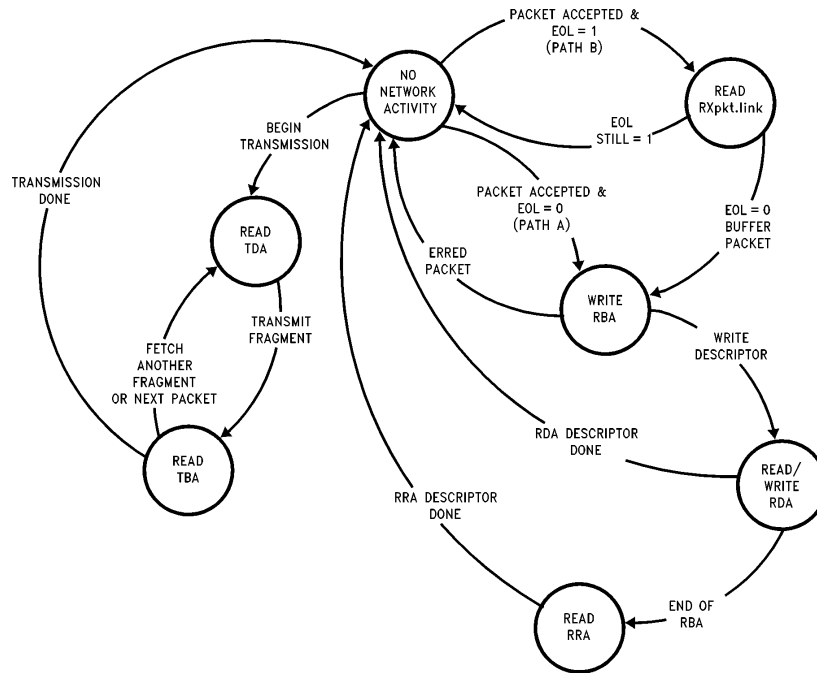 PACKET ACCEPTED &
EOL = 1
(PATH B)
NO
NETWORK
ACTIVITY
READ
RXpkt.link
EOL
STILL = 1
BEGIN
TRANSMISSION
TRANSMISSION
DONE
PACKET ACCEPTED &
EOL = 0
(PATH A)
EOL = 0
BUFFER
PACKET
READ
TDA
ERRED
PACKET
WRITE
RBA
TRANSMIT
FRAGMENT
WRITE
DESCRIPTOR
FETCH
ANOTHER
FRAGMENT
OR NEXT PACKET
RDA DESCRIPTOR
DONE
READ
TBA
READ/
WRITE
RDA
RRA DESCRIPTOR
DONE
END OF
RBA
READ
RRA